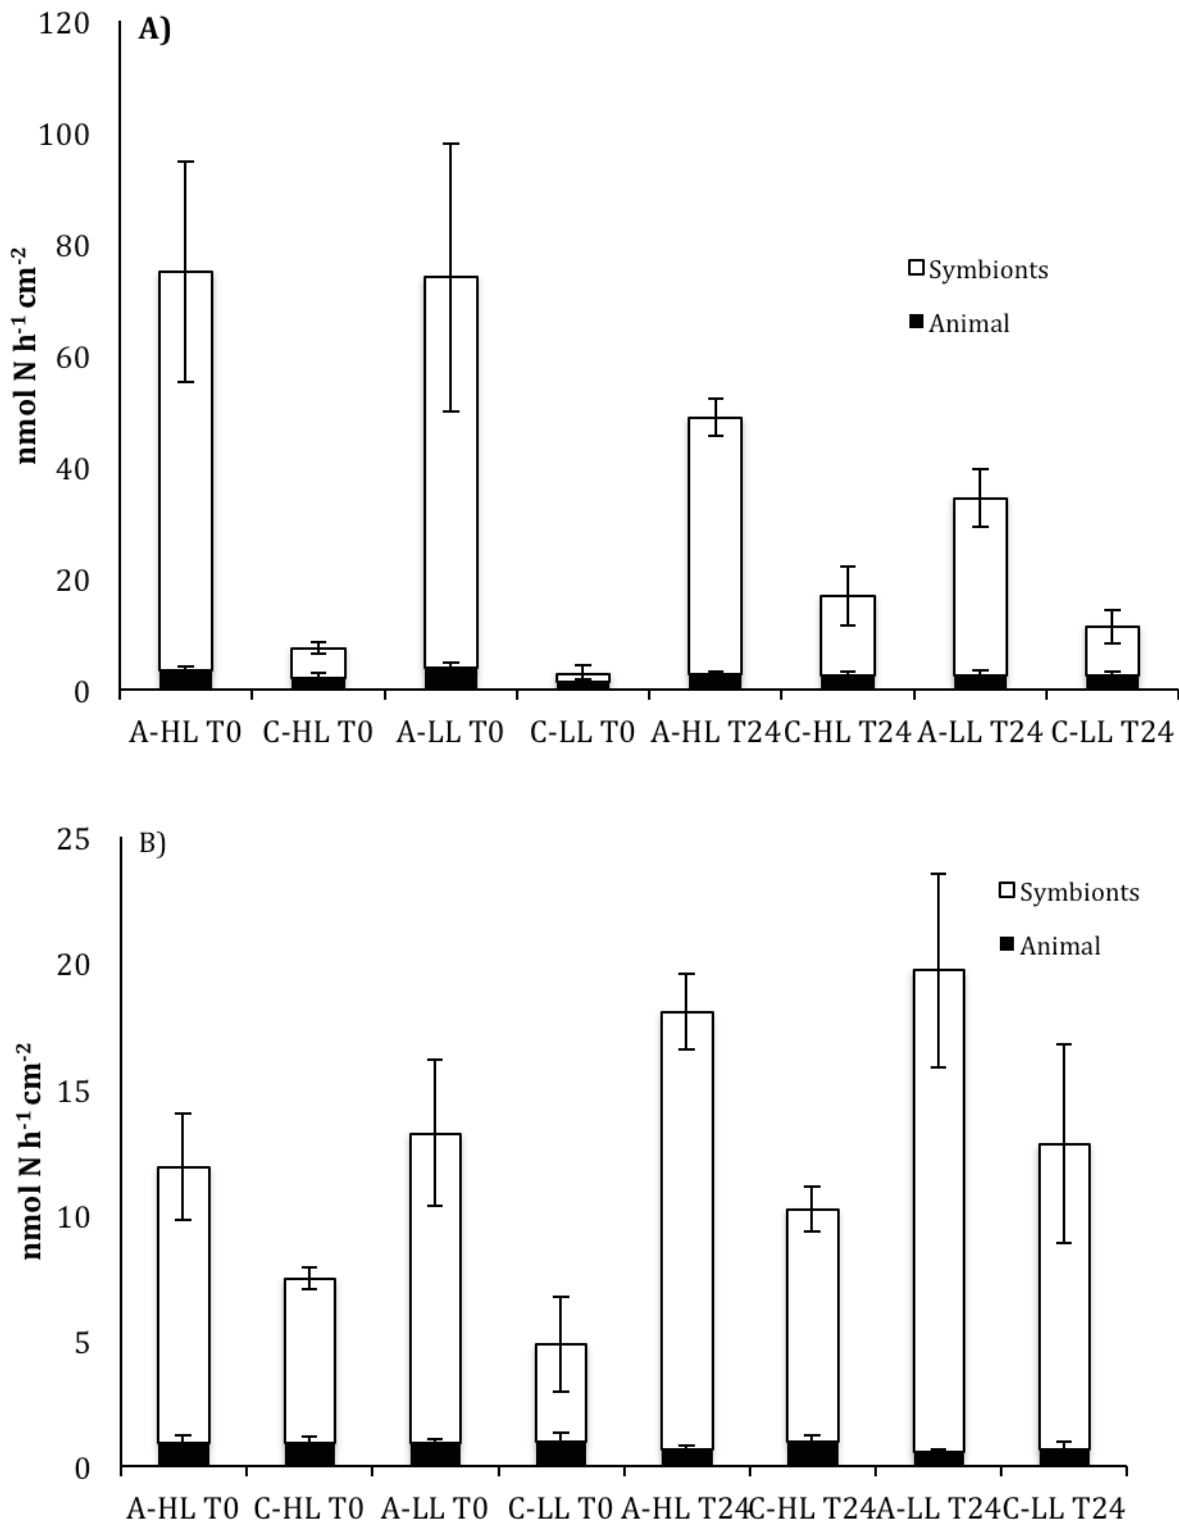 A)
120
100
80
60
40
20
0
nmol N h⁻¹ cm⁻²
Symbionts
Animal
A-HL T0 C-HL T0 A-LL T0 C-LL T0 A-HL T24 C-HL T24 A-LL T24 C-LL T24
B)
25
20
15
10
5
0
nmol N h⁻¹ cm⁻²
Symbionts
Animal
A-HL T0 C-HL T0 A-LL T0 C-LL T0 A-HL T24 C-HL T24 A-LL T24 C-LL T24